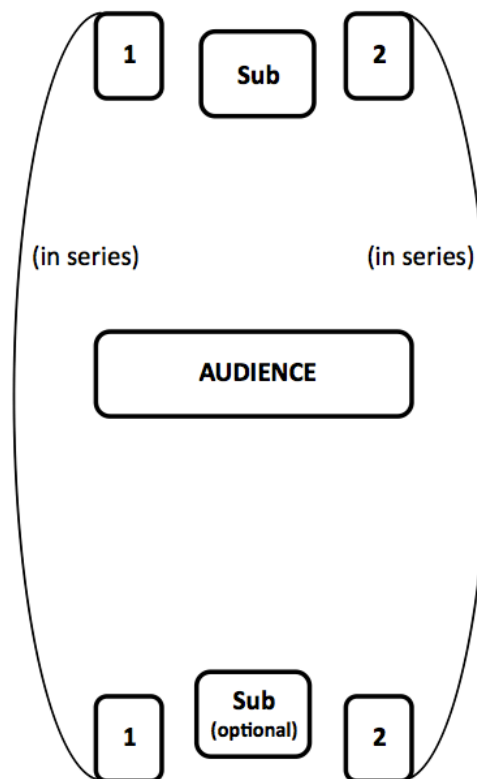 1
Sub
2
(in series)
(in series)
AUDIENCE
1
Sub
(optional)
2